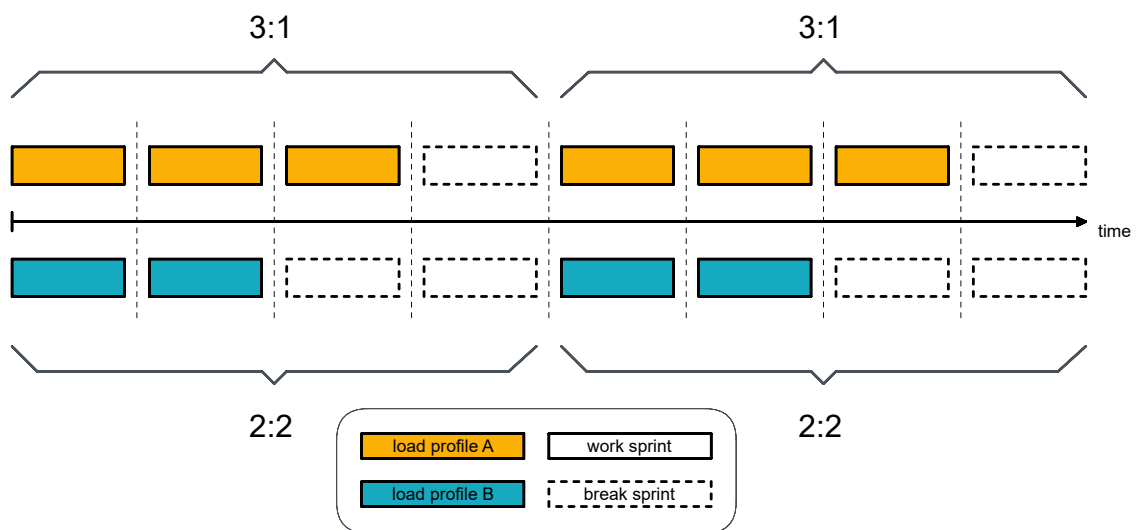 3:1 3:1
time
2:2 2:2
load profile A work sprint
load profile B break sprint